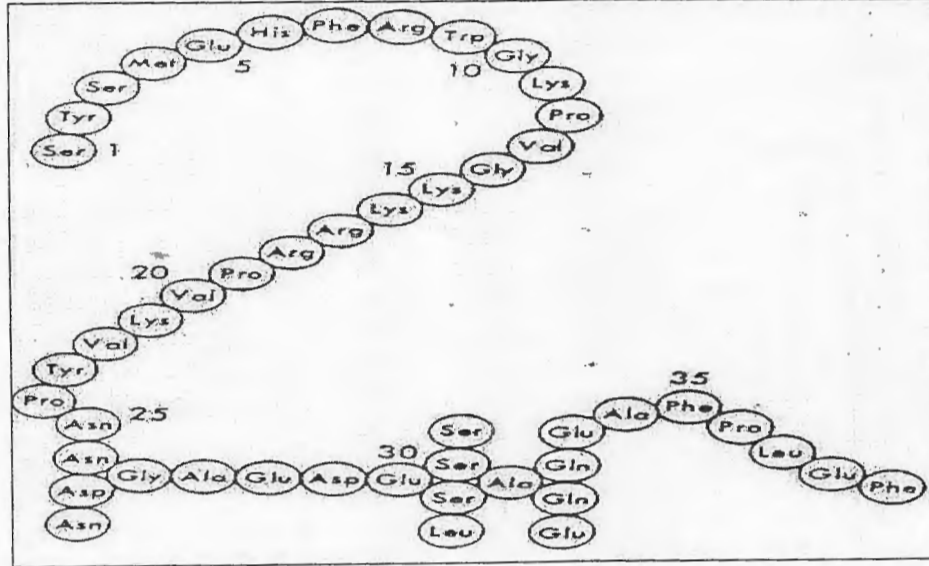 Ser 1
Tyr
Ser
Met
Glu
5
His
Phe
Arg
Trp
10
Gly
Lys
Pro
Val
Gly
15
Lys
Lys
Arg
Arg
Pro
20
Val
Lys
Val
Tyr
Pro
Asn 25
Asn
Asp
Asn
Gly
Ala
Glu
Asp
30
Glu
Ser
Ser
Ser
Leu
Ala
Glu
Gln
Gln
Glu
Ala
35
Phe
Pro
Leu
Glu
Phe